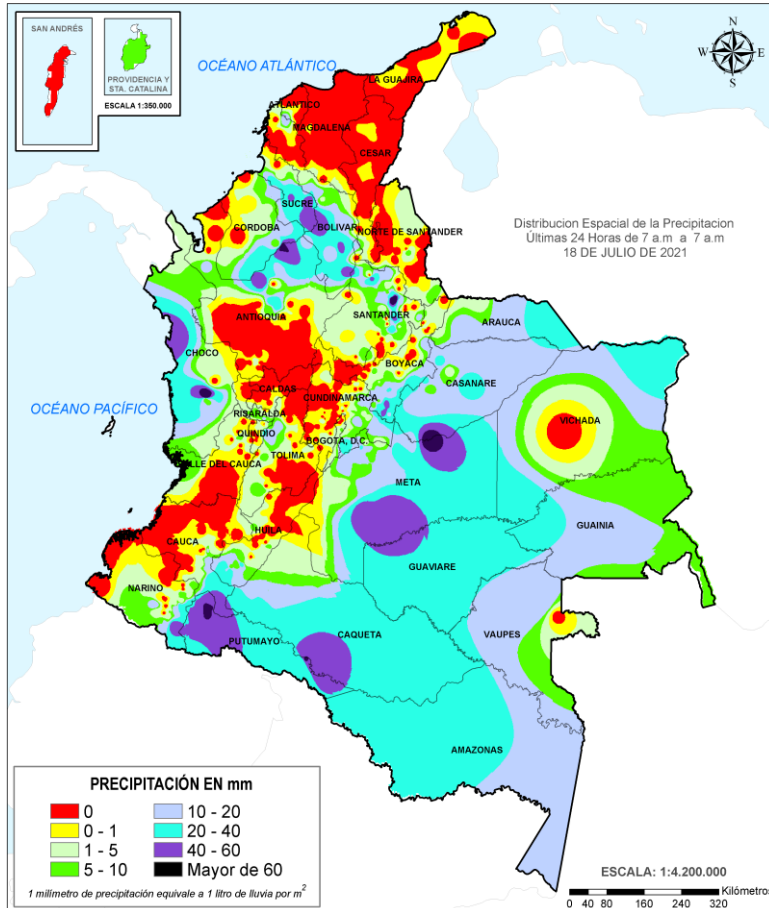 SAN ANDRÉS
PROVIDENCIA Y
STA. CATALINA
ESCALA 1:350.000
OCÉANO ATLÁNTICO
N
W
E
S
LA GUAJIRA
ATLANTICO
MAGDALENA
CESAR
SUCRE
CORDOBA
BOLIVAR
NORTE DE SANTANDER
Distribucion Espacial de la Precipitacion
Últimas 24 Horas de 7 a.m a 7 a.m
18 DE JULIO DE 2021
ANTIOQUIA
SANTANDER
ARAUCA
CHOCO
BOYACA
CASANARE
CALDAS
CUNDINAMARCA
OCÉANO PACÍFICO
RISARALDA
VICHADA
QUINDIO
BOGOTA, D.C.
TOLIMA
VALLE DEL CAUCA
META
GUAINIA
HUILA
CAUCA
GUAVIARE
NARIÑO
PUTUMAYO
CAQUETA
VAUPES
AMAZONAS
PRECIPITACIÓN EN mm
0
10 - 20
0 - 1
20 - 40
1 - 5
40 - 60
5 - 10
Mayor de 60
1 milímetro de precipitación equivale a 1 litro de lluvia por m²
ESCALA: 1:4.200.000
Kilómetros
0 40 80 160 240 320